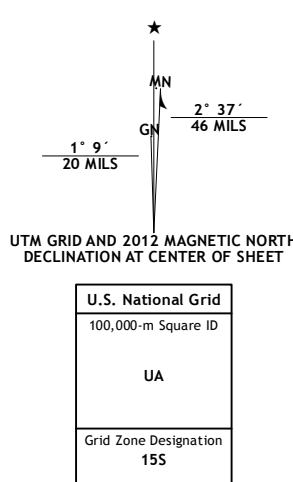 ★
MN
2° 37´
46 MILS
GN
1° 9´
20 MILS
UTM GRID AND 2012 MAGNETIC NORTH
DECLINATION AT CENTER OF SHEET
U.S. National Grid
100,000-m Square ID
UA
Grid Zone Designation
15S